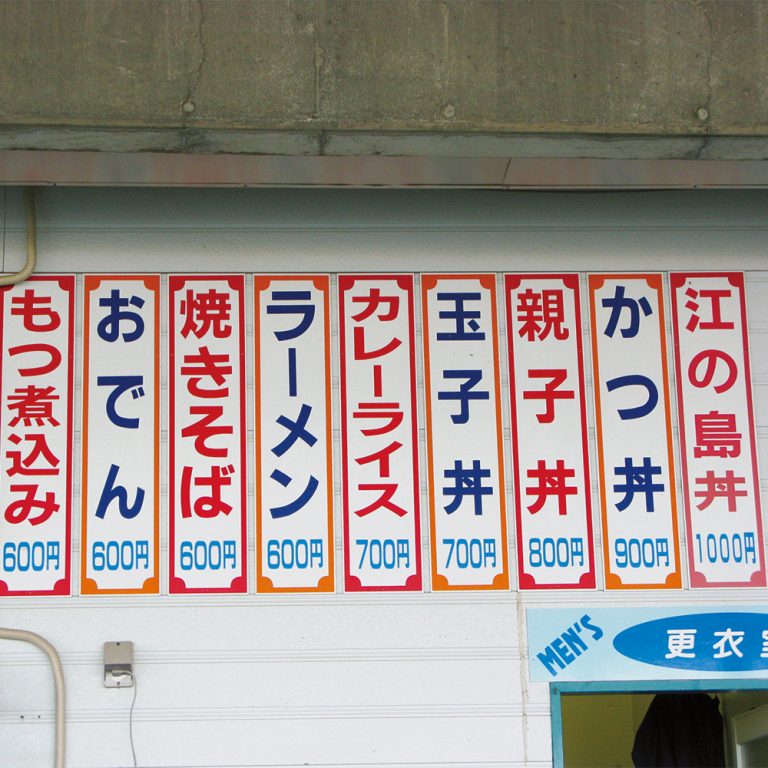 江の島丼
1000円
かつ丼
900円
親子丼
800円
玉子丼
700円
カレーライス
700円
ラーメン
600円
焼きそば
600円
おでん
600円
もつ煮込み
600円
MEN'S
更衣室